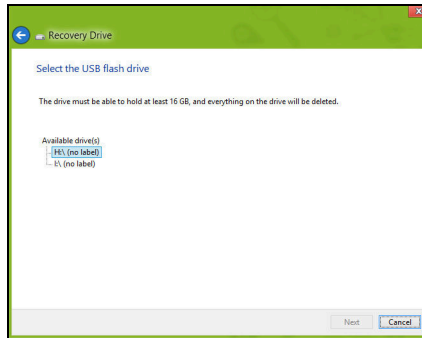 Recovery Drive
Select the USB flash drive
The drive must be able to hold at least 16 GB, and everything on the drive will be deleted.
Available drive(s)
H:\ (no label)
I:\ (no label)
Next Cancel